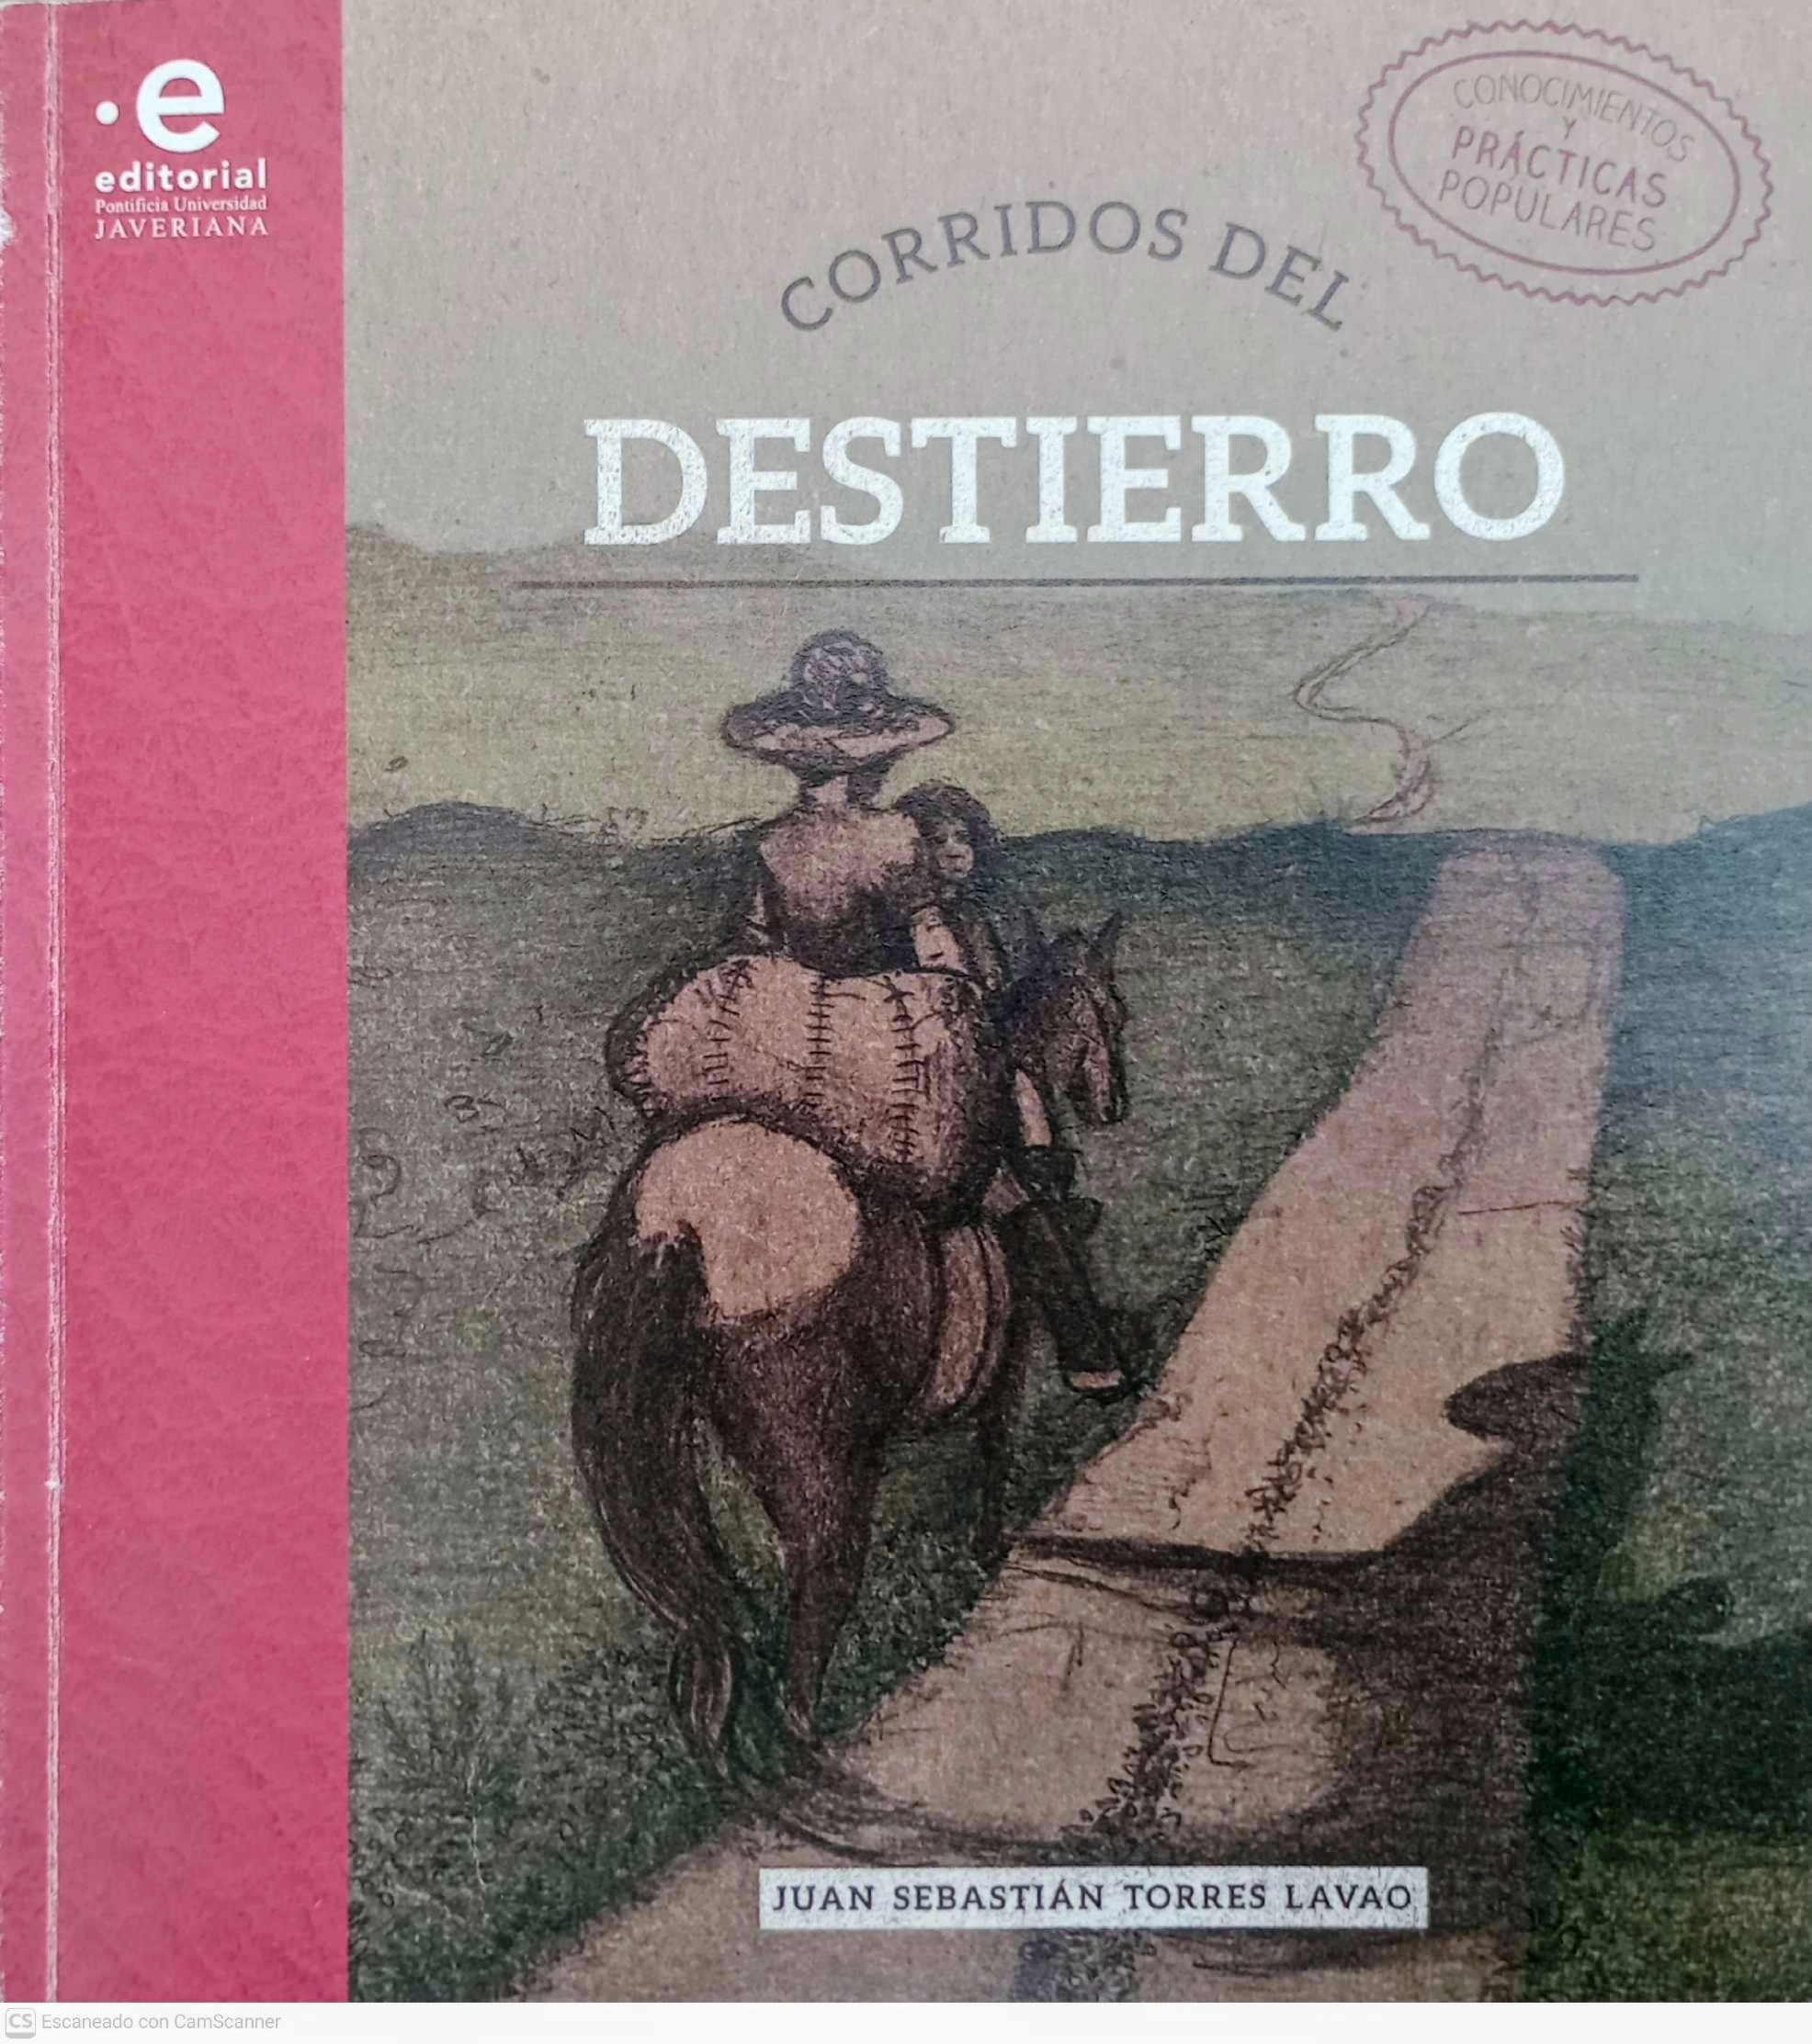 e
editorial
Pontificia Universidad
JAVERIANA
CONOCIMIENTOS
Y
PRÁCTICAS
POPULARES
CORRIDOS DEL
DESTIERRO
JUAN SEBASTIÁN TORRES LAVAO
CS Escaneado con CamScanner